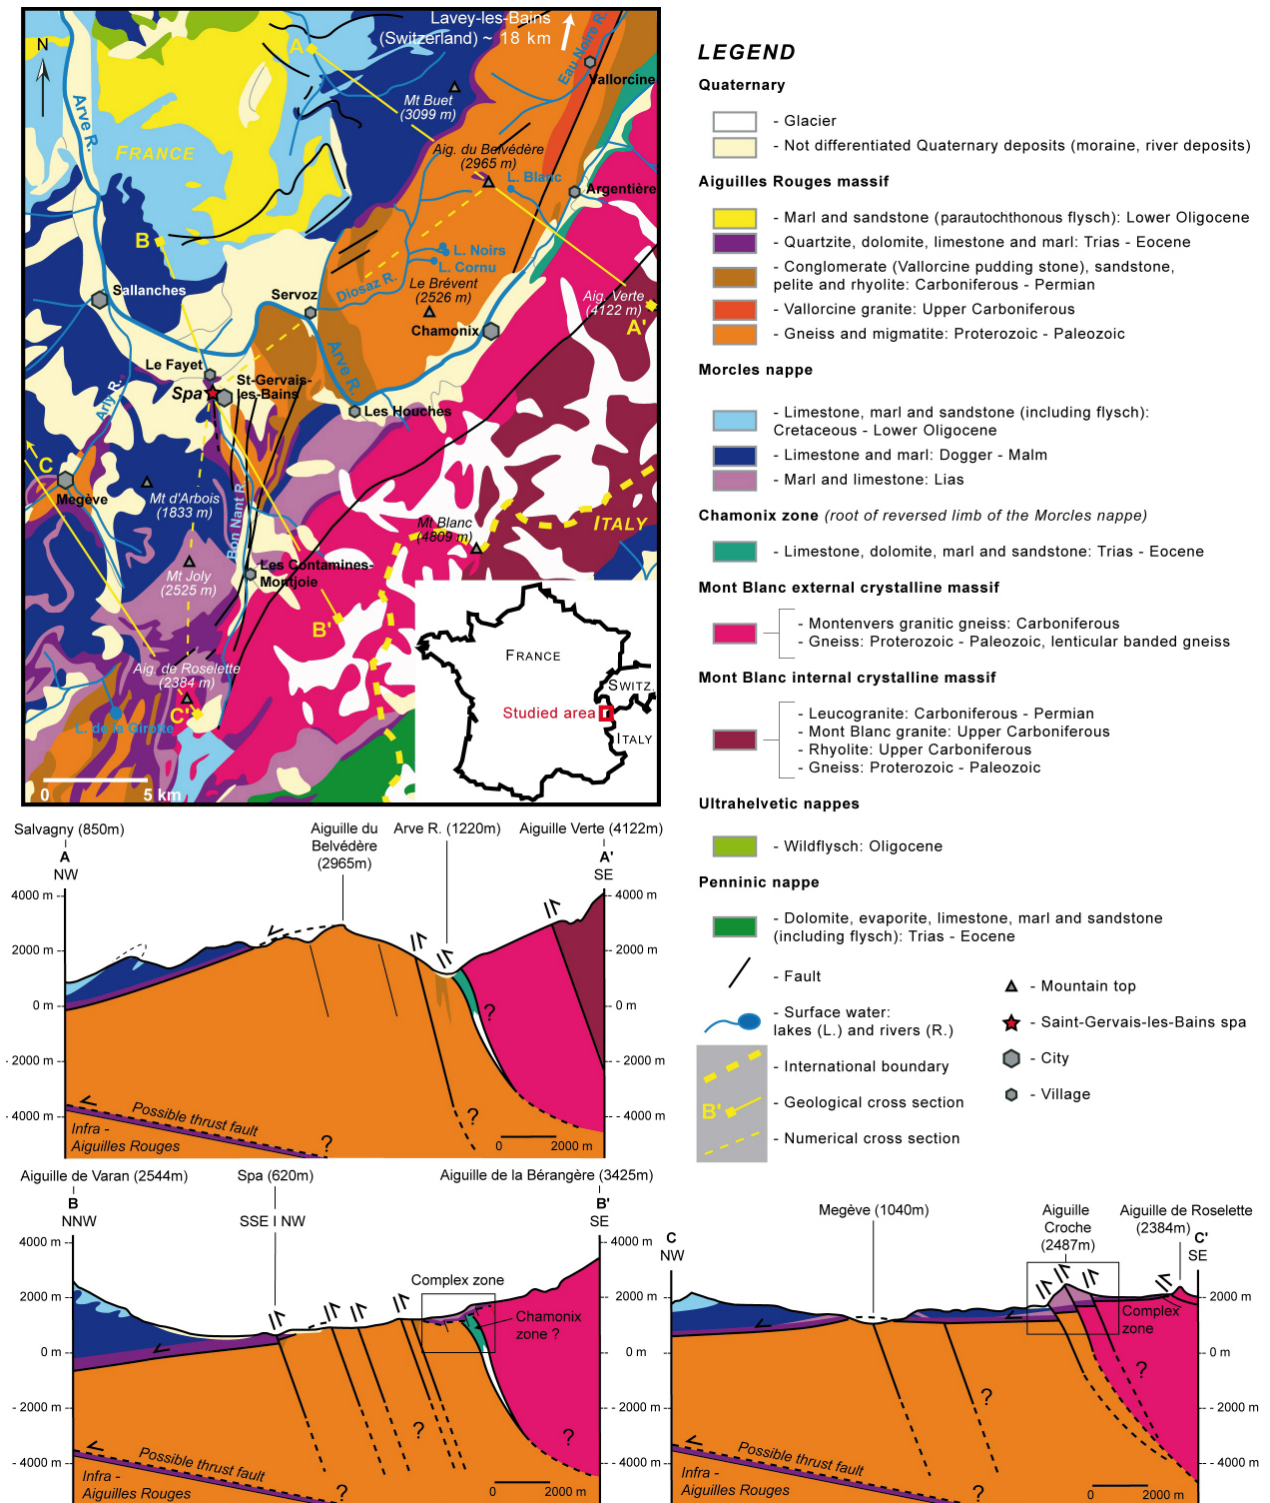 Lavey-les-Bains
(Switzerland) ~ 18 km
N
A
Eau Noire R.
Vallorcine
Arve R.
Mt Buet
(3099 m)
FRANCE
Aig. du Belvédère
(2965 m)
L. Blanc
Argentière
B
L. Noirs
L. Cornu
Diosaz R.
Le Brévent
(2526 m)
Sallanches
Servoz
Aig. Verte
(4122 m)
A'
Chamonix
Arve R.
Le Fayet
St-Gervais-
les-Bains
Spa
Arly R.
Les Houches
C
Megève
Mt d'Arbois
(1833 m)
Bon Nant R.
Mt Blanc
(4809 m)
ITALY
Mt Joly
(2525 m)
Les Contamines-
Montjoie
B'
Aig. de Roselette
(2384 m)
C'
L. de la Girotte
0 5 km
FRANCE
SWITZ.
Studied area
ITALY
LEGEND
Quaternary
- Glacier
- Not differentiated Quaternary deposits (moraine, river deposits)
Aiguilles Rouges massif
- Marl and sandstone (parautochthonous flysch): Lower Oligocene
- Quartzite, dolomite, limestone and marl: Trias - Eocene
- Conglomerate (Vallorcine pudding stone), sandstone,
pelite and rhyolite: Carboniferous - Permian
- Vallorcine granite: Upper Carboniferous
- Gneiss and migmatite: Proterozoic - Paleozoic
Morcles nappe
- Limestone, marl and sandstone (including flysch):
Cretaceous - Lower Oligocene
- Limestone and marl: Dogger - Malm
- Marl and limestone: Lias
Chamonix zone (root of reversed limb of the Morcles nappe)
- Limestone, dolomite, marl and sandstone: Trias - Eocene
Mont Blanc external crystalline massif
- Montenvers granitic gneiss: Carboniferous
- Gneiss: Proterozoic - Paleozoic, lenticular banded gneiss
Mont Blanc internal crystalline massif
- Leucogranite: Carboniferous - Permian
- Mont Blanc granite: Upper Carboniferous
- Rhyolite: Upper Carboniferous
- Gneiss: Proterozoic - Paleozoic
Ultrahelvetic nappes
- Wildflysch: Oligocene
Penninic nappe
- Dolomite, evaporite, limestone, marl and sandstone
(including flysch): Trias - Eocene
- Fault
- Surface water:
lakes (L.) and rivers (R.)
- International boundary
B'
- Geological cross section
- Numerical cross section
- Mountain top
- Saint-Gervais-les-Bains spa
- City
- Village
Salvagny (850m)
Aiguille du
Belvédère
(2965m)
Arve R. (1220m)
Aiguille Verte (4122m)
A
NW
A'
SE
4000 m
2000 m
0 m
- 2000 m
- 4000 m
4000 m
2000 m
0 m
- 2000 m
- 4000 m
?
?
?
Possible thrust fault
Infra -
Aiguilles Rouges
0 2000 m
Aiguille de Varan (2544m)
Spa (620m)
Aiguille de la Bérangère (3425m)
B
NNW
SSE NW
B'
SE
4000 m
2000 m
0 m
- 2000 m
- 4000 m
4000 m
2000 m
0 m
- 2000 m
- 4000 m
Complex zone
Chamonix
zone ?
?
?
?
Possible thrust fault
Infra -
Aiguilles Rouges
0 2000 m
Megève (1040m)
Aiguille
Croche
(2487m)
Aiguille de Roselette
(2384m)
C
NW
C'
SE
2000 m
0 m
- 2000 m
- 4000 m
Complex
zone
?
?
?
Possible thrust fault
Infra -
Aiguilles Rouges
0 2000 m